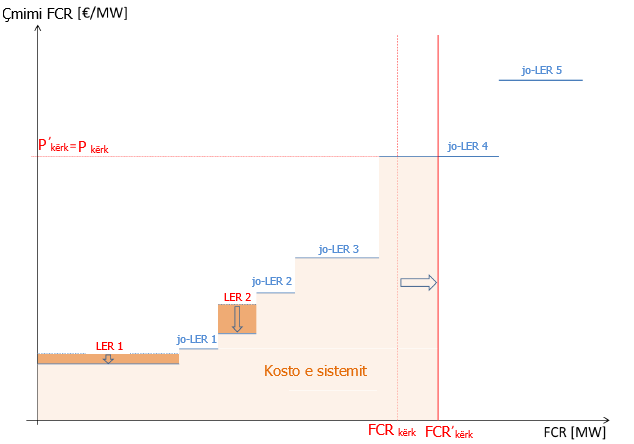 Çmimi FCR [€/MW]
jo-LER 5
P´kërk=P kërk
jo-LER 4
jo-LER 3
jo-LER 2
LER 2
jo-LER 1
LER 1
Kosto e sistemit
FCR kërk
FCR´kërk
FCR [MW]